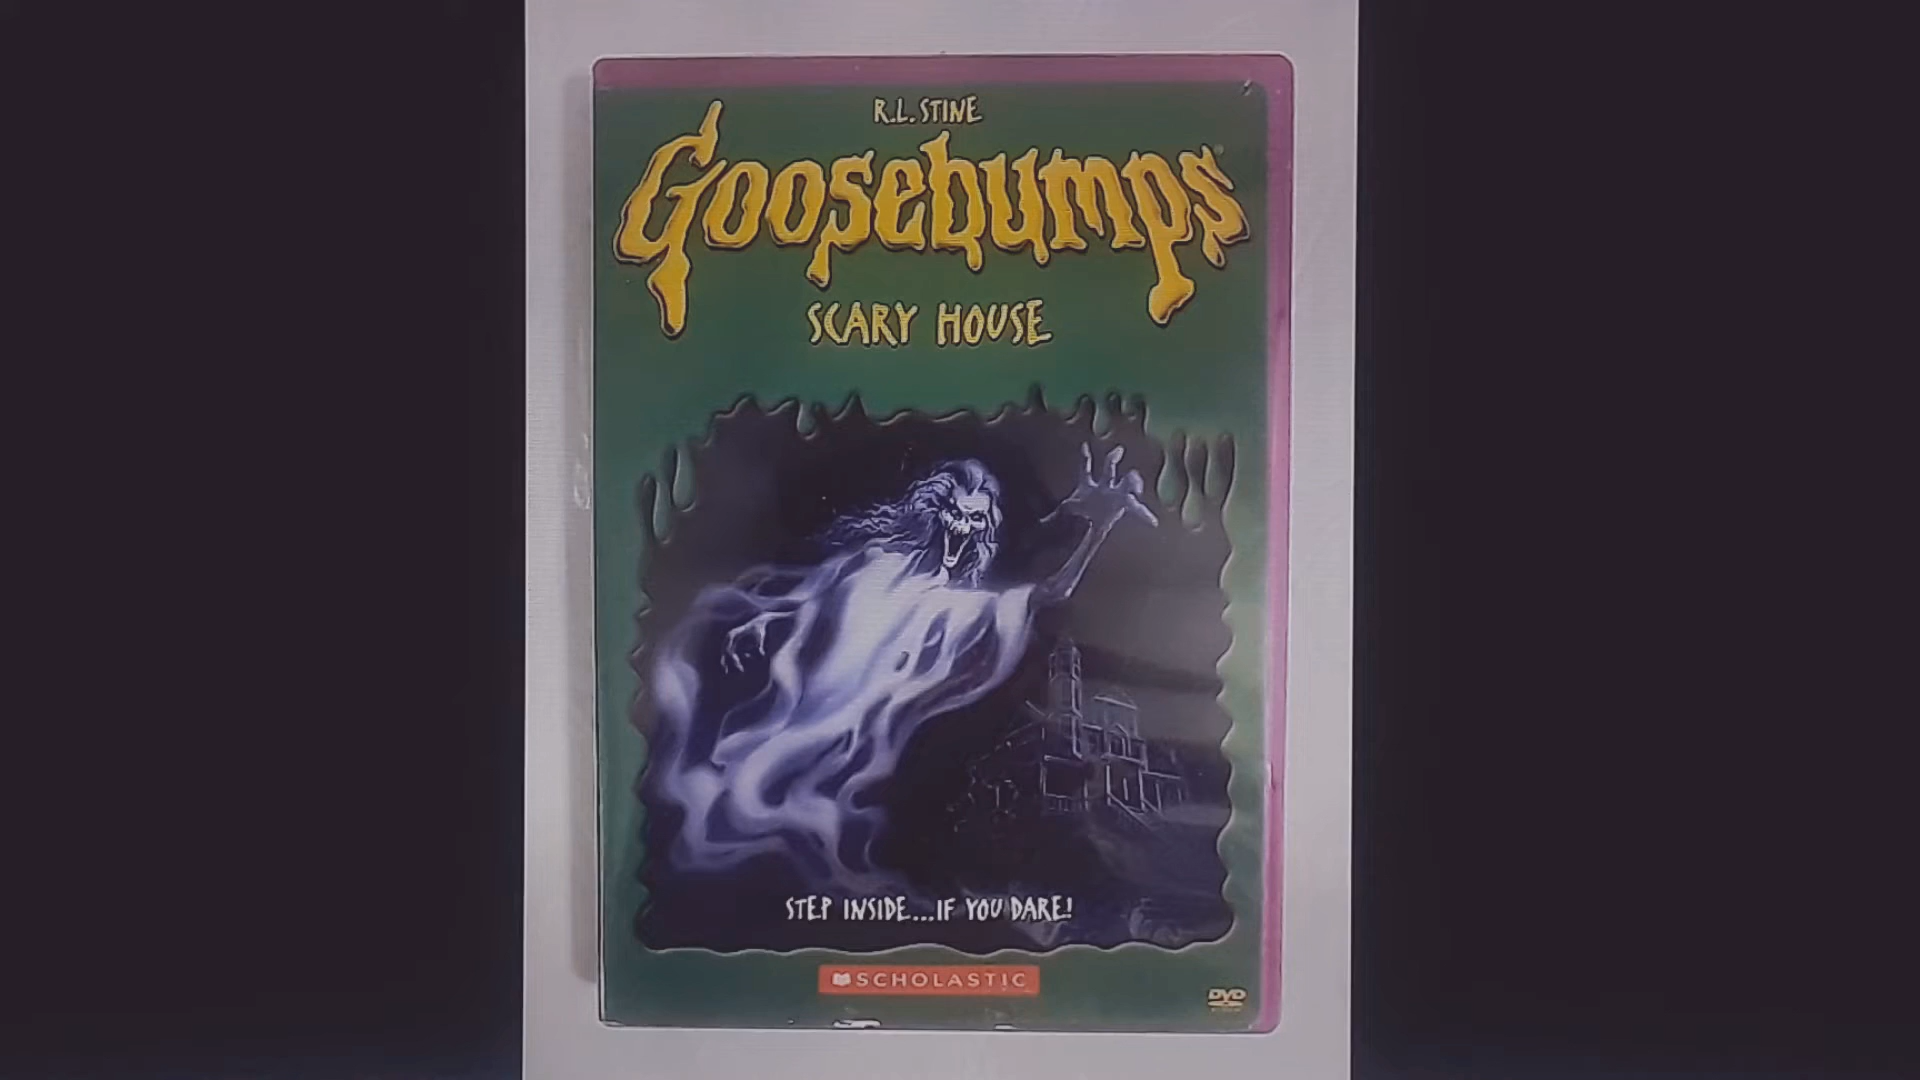 R.L. STINE
Goosebumps
SCARY HOUSE
STEP INSIDE...IF YOU DARE!
SCHOLASTIC
DVD